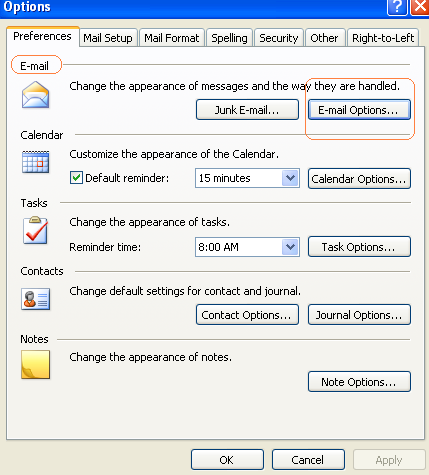 Options
Preferences Mail Setup Mail Format Spelling Security Other Right-to-Left
E-mail
Change the appearance of messages and the way they are handled.
Junk E-mail... E-mail Options...
Calendar
Customize the appearance of the Calendar.
Default reminder: 15 minutes Calendar Options...
Tasks
Change the appearance of tasks.
Reminder time: 8:00 AM Task Options...
Contacts
Change default settings for contact and journal.
Contact Options... Journal Options...
Notes
Change the appearance of notes.
Note Options...
OK Cancel Apply